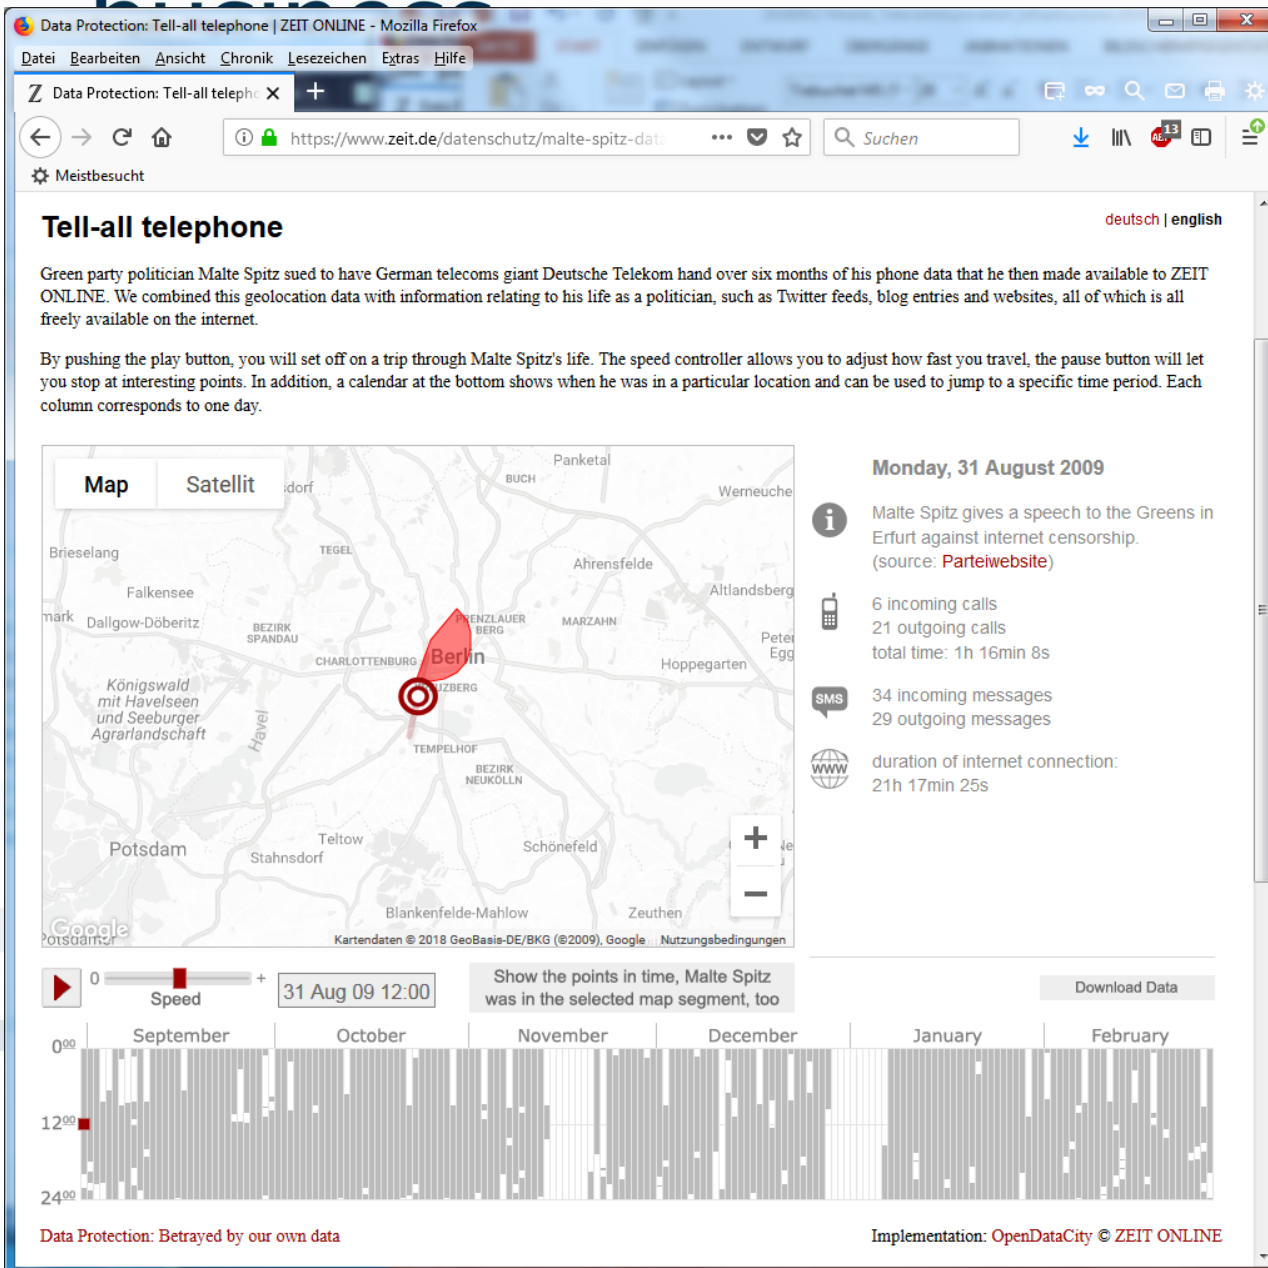 business
Data Protection: Tell-all telephone | ZEIT ONLINE - Mozilla Firefox
Datei Bearbeiten Ansicht Chronik Lesezeichen Extras Hilfe
START
Z Data Protection: Tell-all telepho
https://www.zeit.de/datenschutz/malte-spitz-data
Suchen
ABP 13
Meistbesucht
Tell-all telephone
deutsch | english
Green party politician Malte Spitz sued to have German telecoms giant Deutsche Telekom hand over six months of his phone data that he then made available to ZEIT
ONLINE. We combined this geolocation data with information relating to his life as a politician, such as Twitter feeds, blog entries and websites, all of which is all
freely available on the internet.
By pushing the play button, you will set off on a trip through Malte Spitz's life. The speed controller allows you to adjust how fast you travel, the pause button will let
you stop at interesting points. In addition, a calendar at the bottom shows when he was in a particular location and can be used to jump to a specific time period. Each
column corresponds to one day.
Map Satellit
sdorf
Panketal
BUCH
Werneuche
Brieselang
TEGEL
Ahrensfelde
Falkensee
Altlandsberg
mark
Dallgow-Döberitz
BEZIRK
SPANDAU
PRENZLAUER
BERG
MARZAHN
Peter
Egg
CHARLOTTENBURG
Berlin
Hoppegarten
Königswald
mit Havelseen
und Seeburger
Agrarlandschaft
Havel
UZBERG
TEMPELHOF
BEZIRK
NEUKÖLLN
Potsdam
Teltow
Stahnsdorf
Schönefeld
Blankenfelde-Mahlow
Zeuthen
+
−
Google
Potsdamer
Kartendaten © 2018 GeoBasis-DE/BKG (©2009), Google Nutzungsbedingungen
Monday, 31 August 2009
Malte Spitz gives a speech to the Greens in
Erfurt against internet censorship.
(source: Parteiwebsite)
6 incoming calls
21 outgoing calls
total time: 1h 16min 8s
SMS
34 incoming messages
29 outgoing messages
www
duration of internet connection:
21h 17min 25s
0 +
Speed
31 Aug 09 12:00
Show the points in time, Malte Spitz
was in the selected map segment, too
Download Data
September October November December January February
0⁰⁰
12⁰⁰
24⁰⁰
Data Protection: Betrayed by our own data
Implementation: OpenDataCity © ZEIT ONLINE